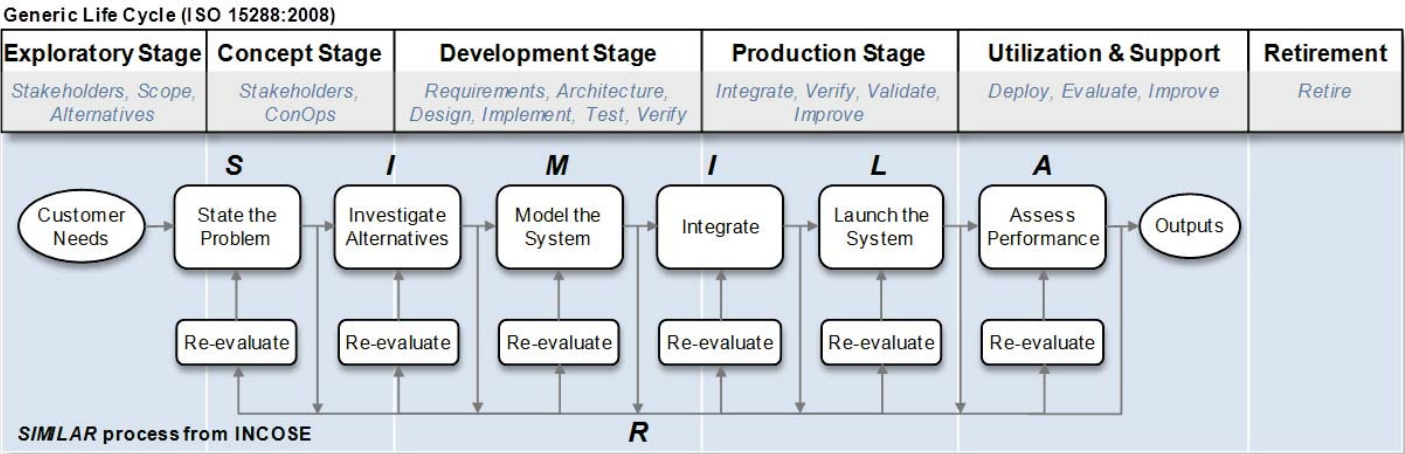 Generic Life Cycle (ISO 15288:2008)
Exploratory Stage
Concept Stage
Development Stage
Production Stage
Utilization & Support
Retirement
Stakeholders, Scope,
Alternatives
Stakeholders,
ConOps
Requirements, Architecture,
Design, Implement, Test, Verify
Integrate, Verify, Validate,
Improve
Deploy, Evaluate, Improve
Retire
S
I
M
I
L
A
Customer
Needs
State the
Problem
Investigate
Alternatives
Model the
System
Integrate
Launch the
System
Assess
Performance
Outputs
Re-evaluate
Re-evaluate
Re-evaluate
Re-evaluate
Re-evaluate
Re-evaluate
SIMILAR process from INCOSE
R